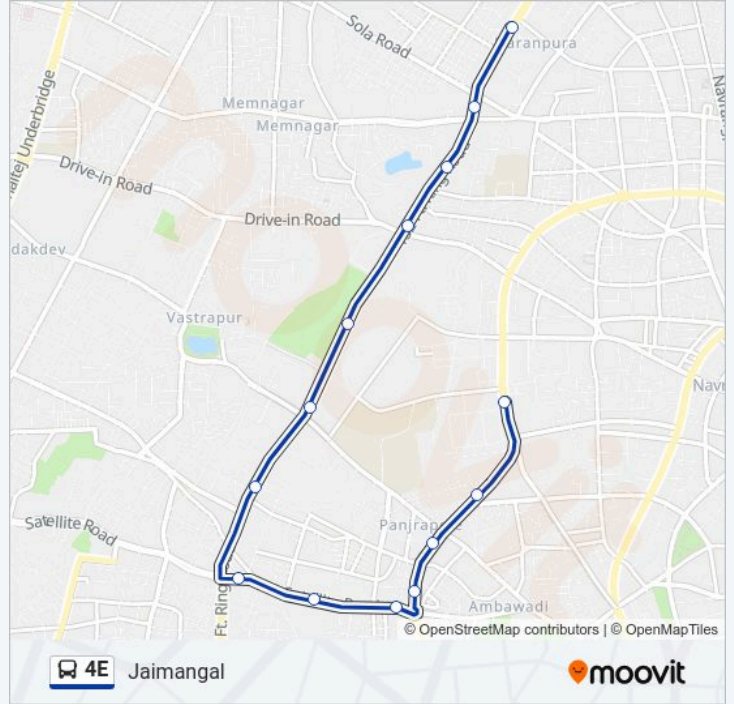 Sola Road
aranpura
Memnagar
Memnagar
Drive-in Road
Drive-in Road
dakdev
Vastrapur
Navr
Panjrap
Satellite Road
Ft. Ring
Ambawadi
© OpenStreetMap contributors | © OpenMapTiles
4E Jaimangal
moovit